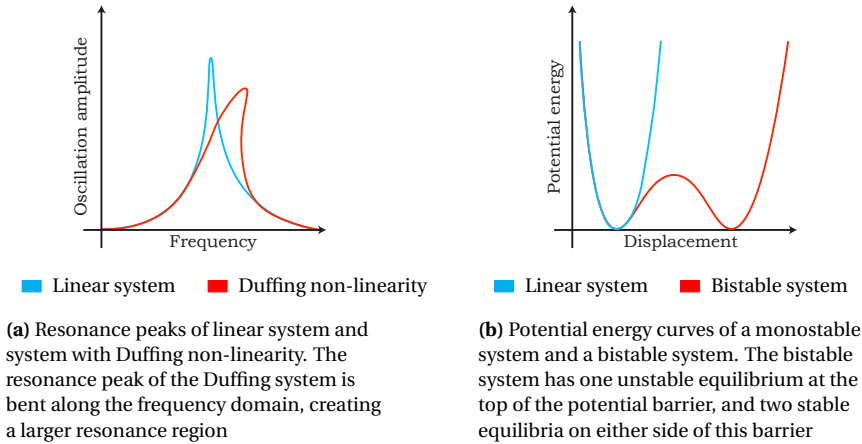 Oscillation amplitude
Frequency
Linear system
Duffing non-linearity
(a) Resonance peaks of linear system and
system with Duffing non-linearity. The
resonance peak of the Duffing system is
bent along the frequency domain, creating
a larger resonance region
Potential energy
Displacement
Linear system
Bistable system
(b) Potential energy curves of a monostable
system and a bistable system. The bistable
system has one unstable equilibrium at the
top of the potential barrier, and two stable
equilibria on either side of this barrier